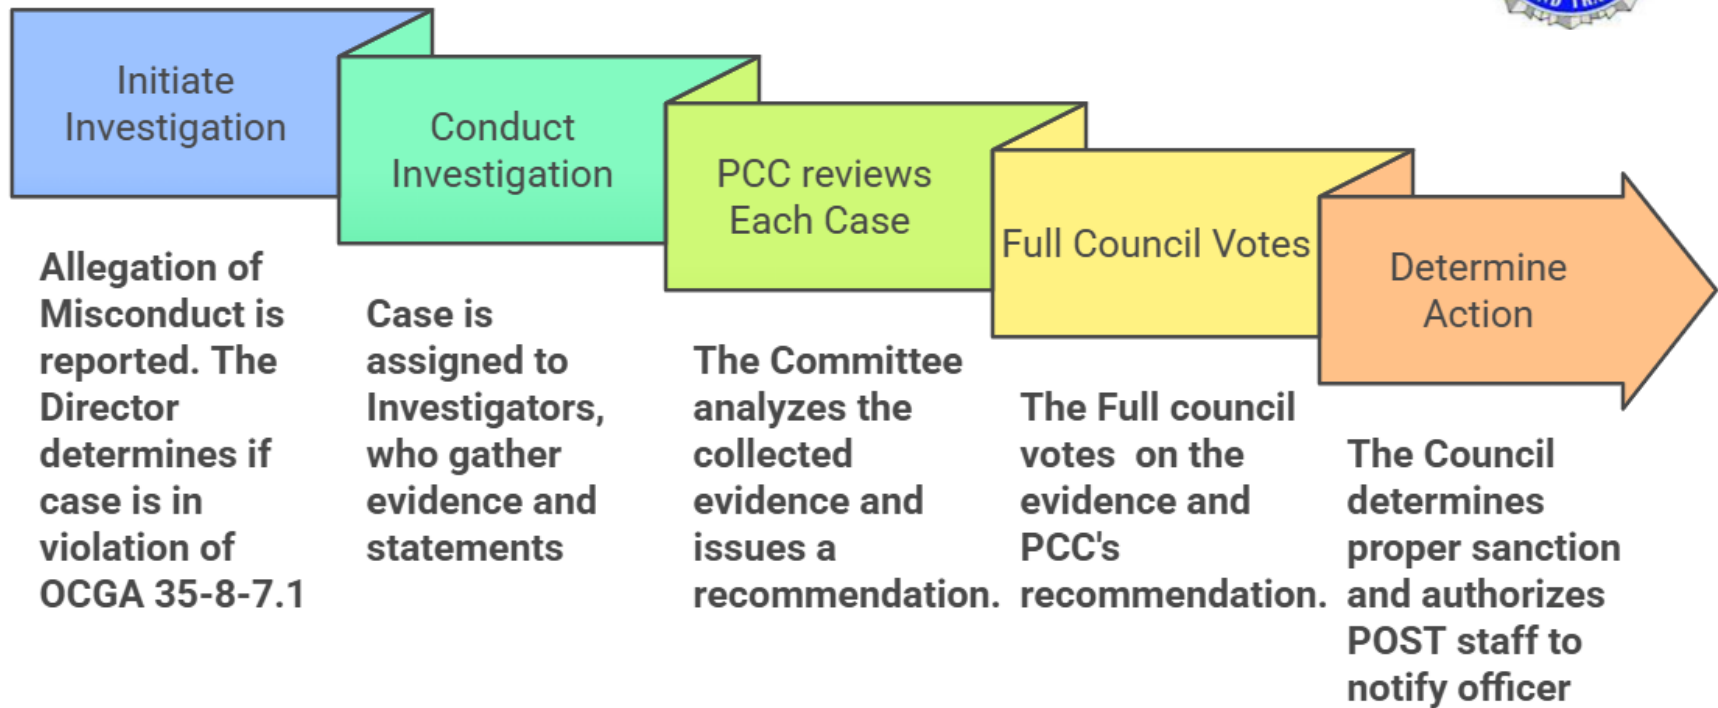 Initiate
Investigation
Conduct
Investigation
PCC reviews
Each Case
Full Council Votes
Determine
Action
Allegation of
Misconduct is
reported. The
Director
determines if
case is in
violation of
OCGA 35-8-7.1
Case is
assigned to
Investigators,
who gather
evidence and
statements
The Committee
analyzes the
collected
evidence and
issues a
recommendation.
The Full council
votes  on the
evidence and
PCC's
recommendation.
The Council
determines
proper sanction
and authorizes
POST staff to
notify officer